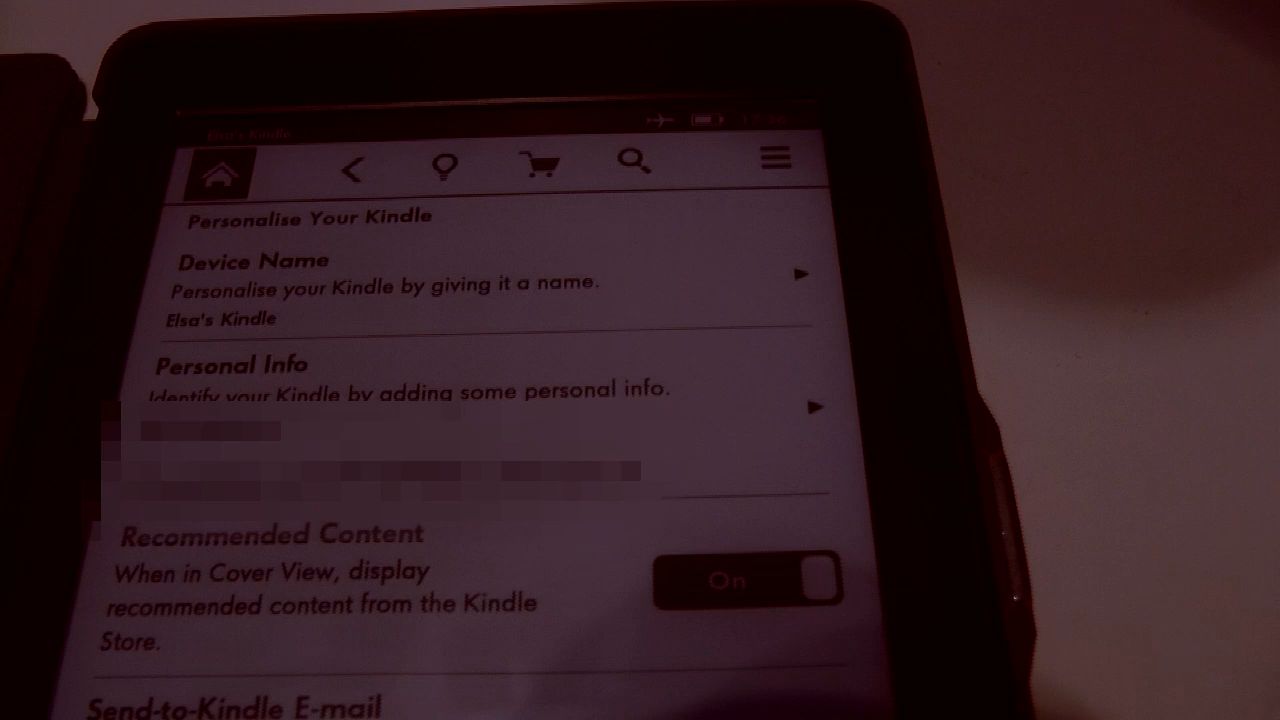 Elsa's Kindle
Personalise Your Kindle
Device Name
Personalise your Kindle by giving it a name.
Elsa's Kindle
Personal Info
Identify your Kindle by adding some personal info.
Recommended Content
When in Cover View, display
On
recommended content from the Kindle
Store.
Send-to-Kindle E-mail